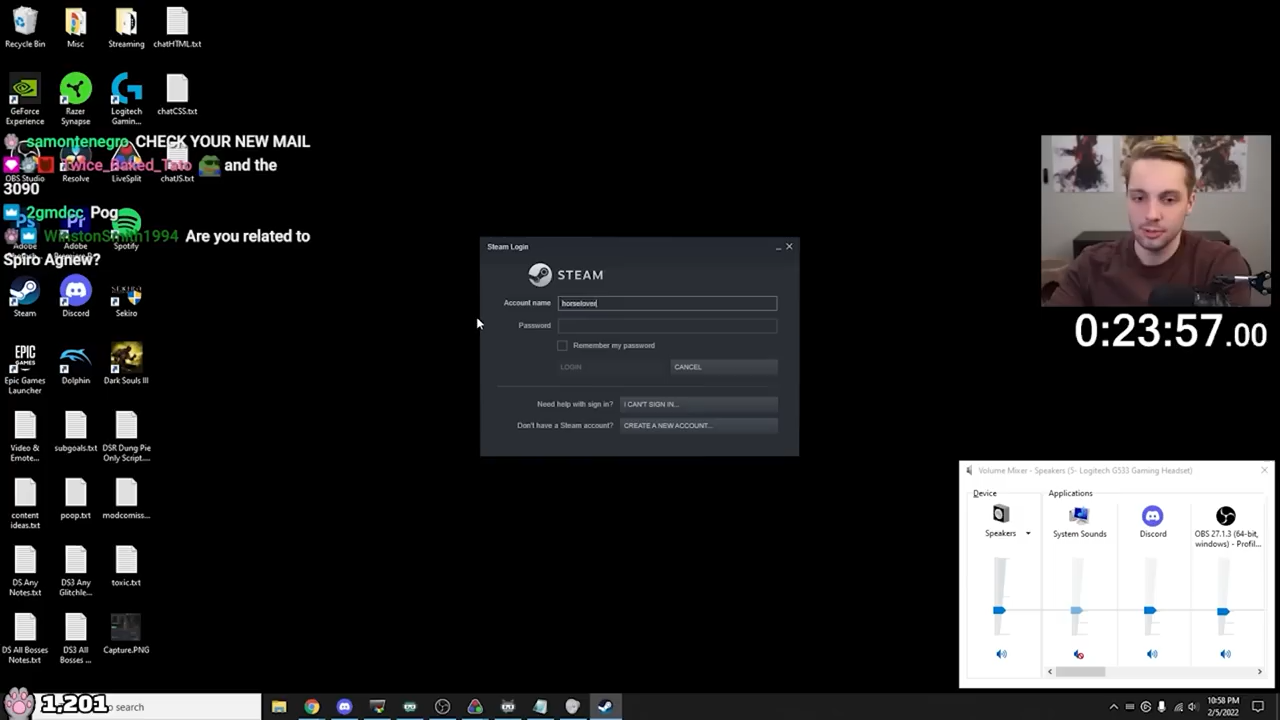 Recycle Bin
Misc
Streaming
chatHTML.txt
GeForce Experience
Razer Synapse
Logitech Gaming...
chatCSS.txt
samontenegro CHECK YOUR NEW MAIL
Twice_Baked_Tato and the
3090
OBS Studio
Resolve
LiveSplit
chatJS.txt
2gmdcc Pog
WinstonSmith1994 Are you related to
Spiro Agnew?
Adobe
Adobe
Spotify
Steam
Discord
Sekiro
Epic Games Launcher
Dolphin
Dark Souls III
Video & Emote...
subgoals.txt
DSR Dung Pie Only Script....
content ideas.txt
poop.txt
modcomiss...
DS Any Notes.txt
DS3 Any Glitchle...
toxic.txt
DS All Bosses Notes.txt
DS3 All Bosses ...
Capture.PNG
1,201
o search
Steam Login
STEAM
Account name horselover
Password
Remember my password
LOGIN CANCEL
Need help with sign in? I CAN'T SIGN IN...
Don't have a Steam account? CREATE A NEW ACCOUNT...
0:23:57.00
Volume Mixer - Speakers (5- Logitech G533 Gaming Headset)
Device
Applications
Speakers
System Sounds
Discord
OBS 27.1.3 (64-bit, windows) - Profil...
10:58 PM
2/5/2022